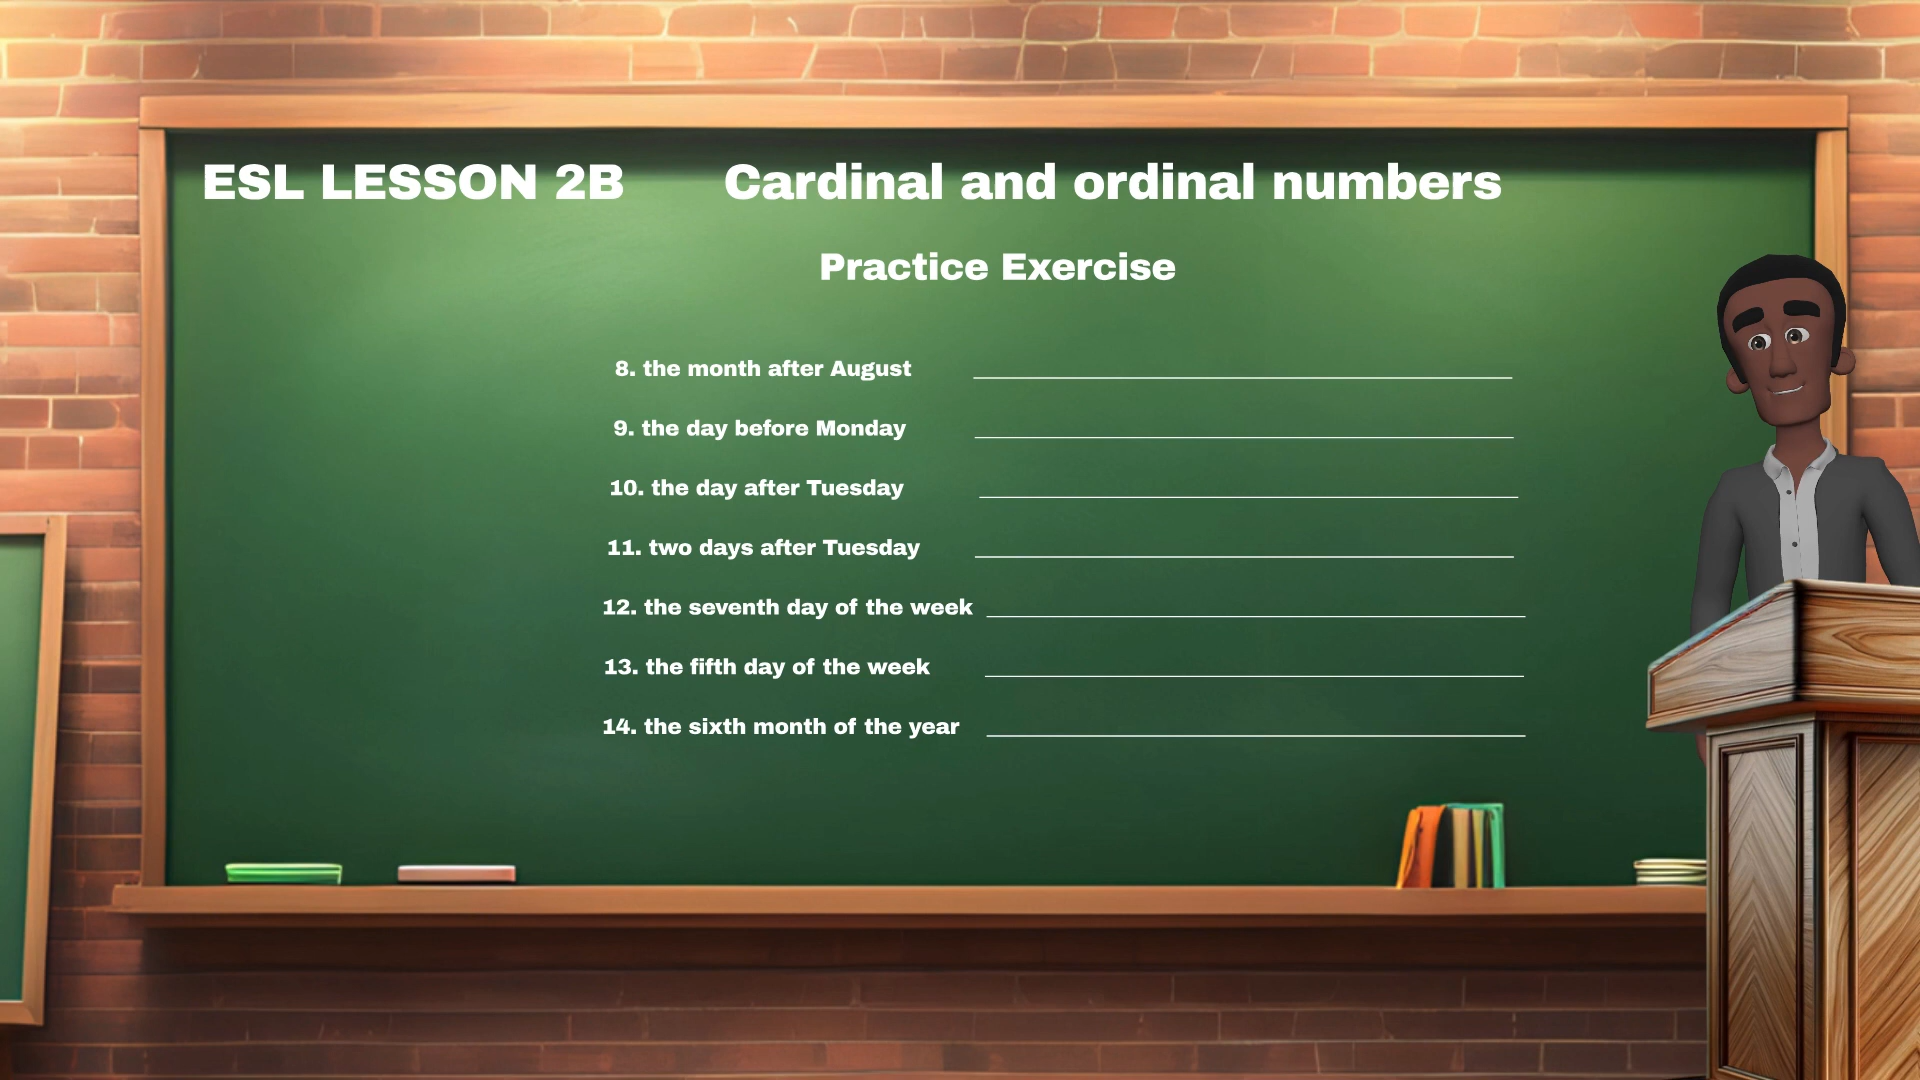 ESL LESSON 2B Cardinal and ordinal numbers
Practice Exercise
8. the month after August
9. the day before Monday
10. the day after Tuesday
11. two days after Tuesday
12. the seventh day of the week
13. the fifth day of the week
14. the sixth month of the year